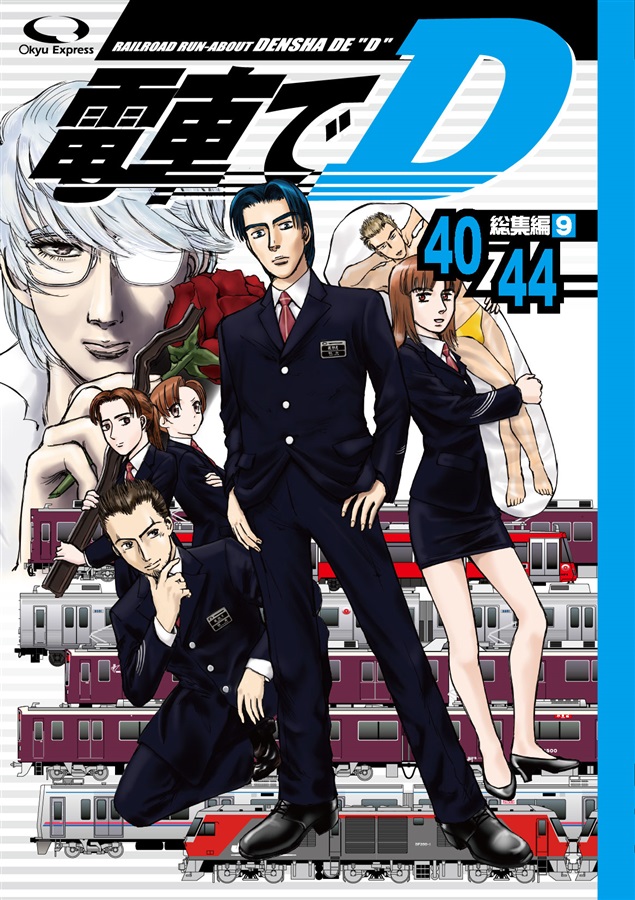 Okyu Express
RAILROAD RUN-ABOUT DENSHA DE "D"
電車でD
総集編 9
40/44